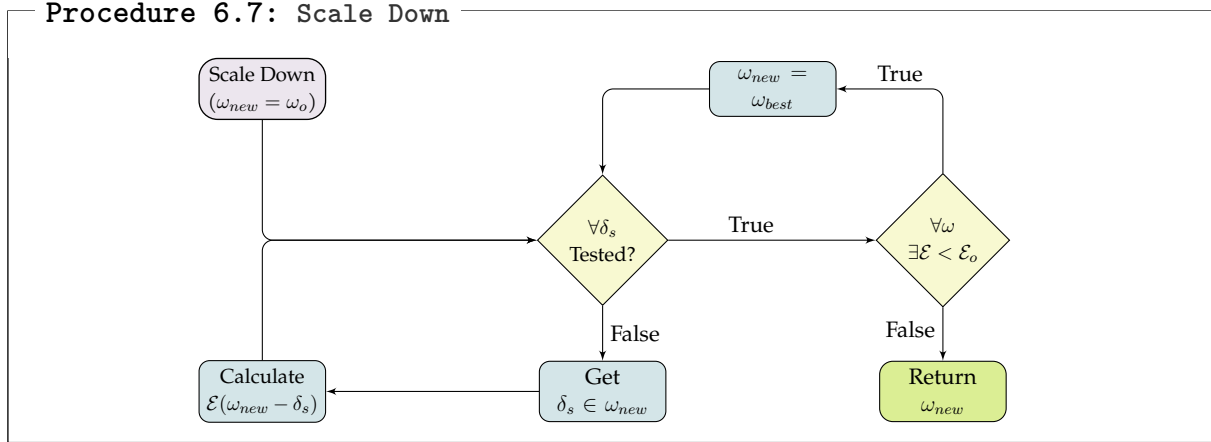 Procedure 6.7: Scale Down
Scale Down
(ω_new = ω_o)
ω_new =
ω_best
True
∀δ_s
Tested?
True
∀ω
∃ℰ < ℰ_o
False
False
Calculate
ℰ(ω_new − δ_s)
Get
δ_s ∈ ω_new
Return
ω_new